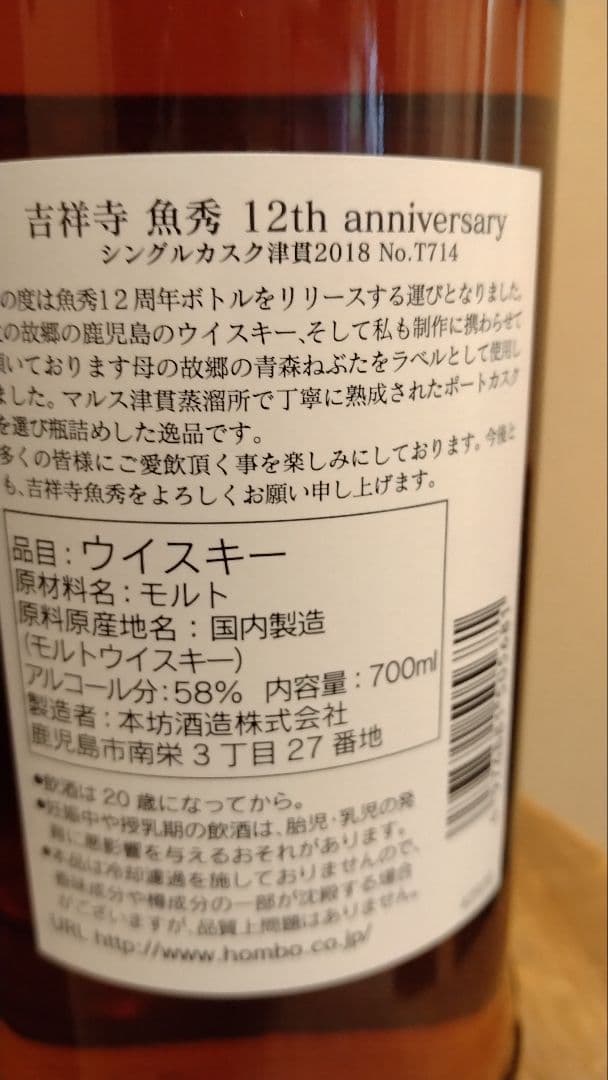 吉祥寺 魚秀 12th anniversary
シングルカスク津貫2018 No.T714
の度は魚秀12周年ボトルをリリースする運びとなりました。
の故郷の鹿児島のウイスキー、そして私も制作に携わらせて
頂いております母の故郷の青森ねぶたをラベルとして使用し
ました。マルス津貫蒸溜所で丁寧に熟成されたポートカスク
を選び瓶詰めした逸品です。
多くの皆様にご愛飲頂く事を楽しみにしております。今後と
も、吉祥寺魚秀をよろしくお願い申し上げます。
品目：ウイスキー
原材料名：モルト
原料原産地名：国内製造
(モルトウイスキー)
アルコール分：58% 内容量：700ml
製造者：本坊酒造株式会社
鹿児島市南栄3丁目27番地
●飲酒は20歳になってから。
●妊娠中や授乳期の飲酒は、胎児・乳児の発
育に悪影響を与えるおそれがあります。
●本品は冷却濾過を施しておりませんので、
香味成分や樽成分の一部が沈殿する場合
がございますが、品質上問題はありません。
URL http://www.hombo.co.jp/